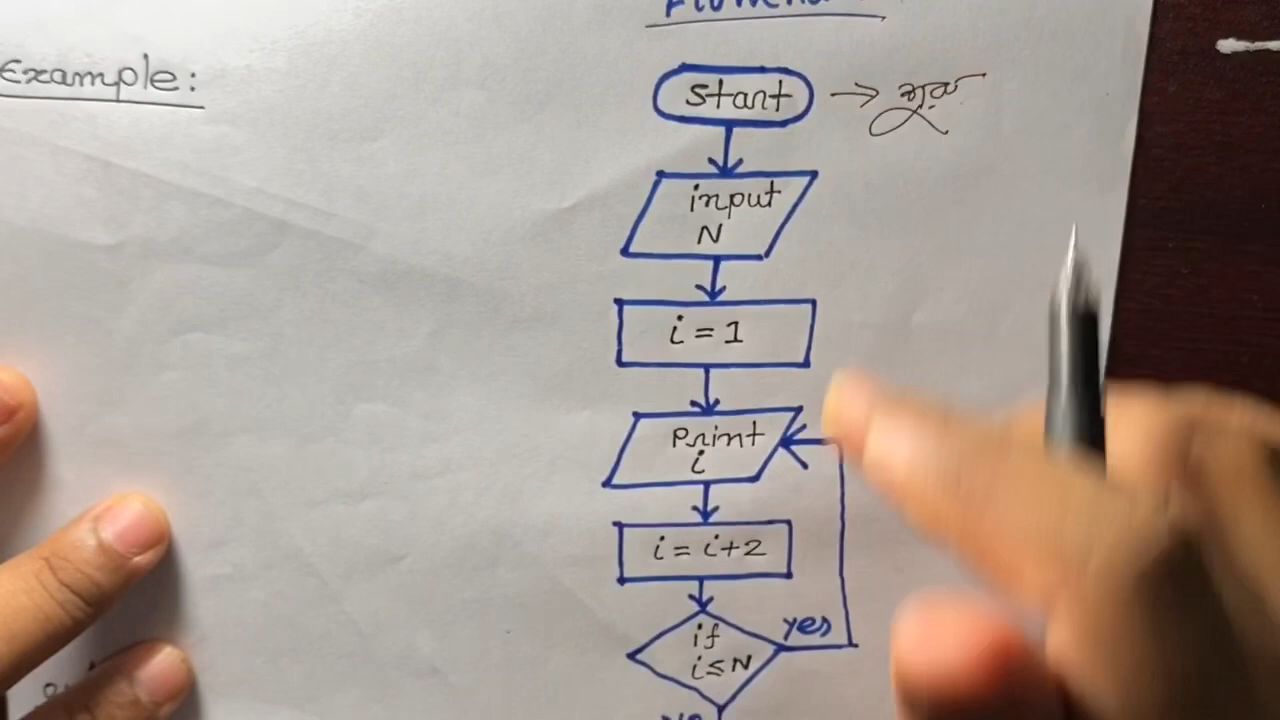 Example:
Start → শুরু
input
N
i = 1
Print
i
i = i+2
if
i ≤ N
yes